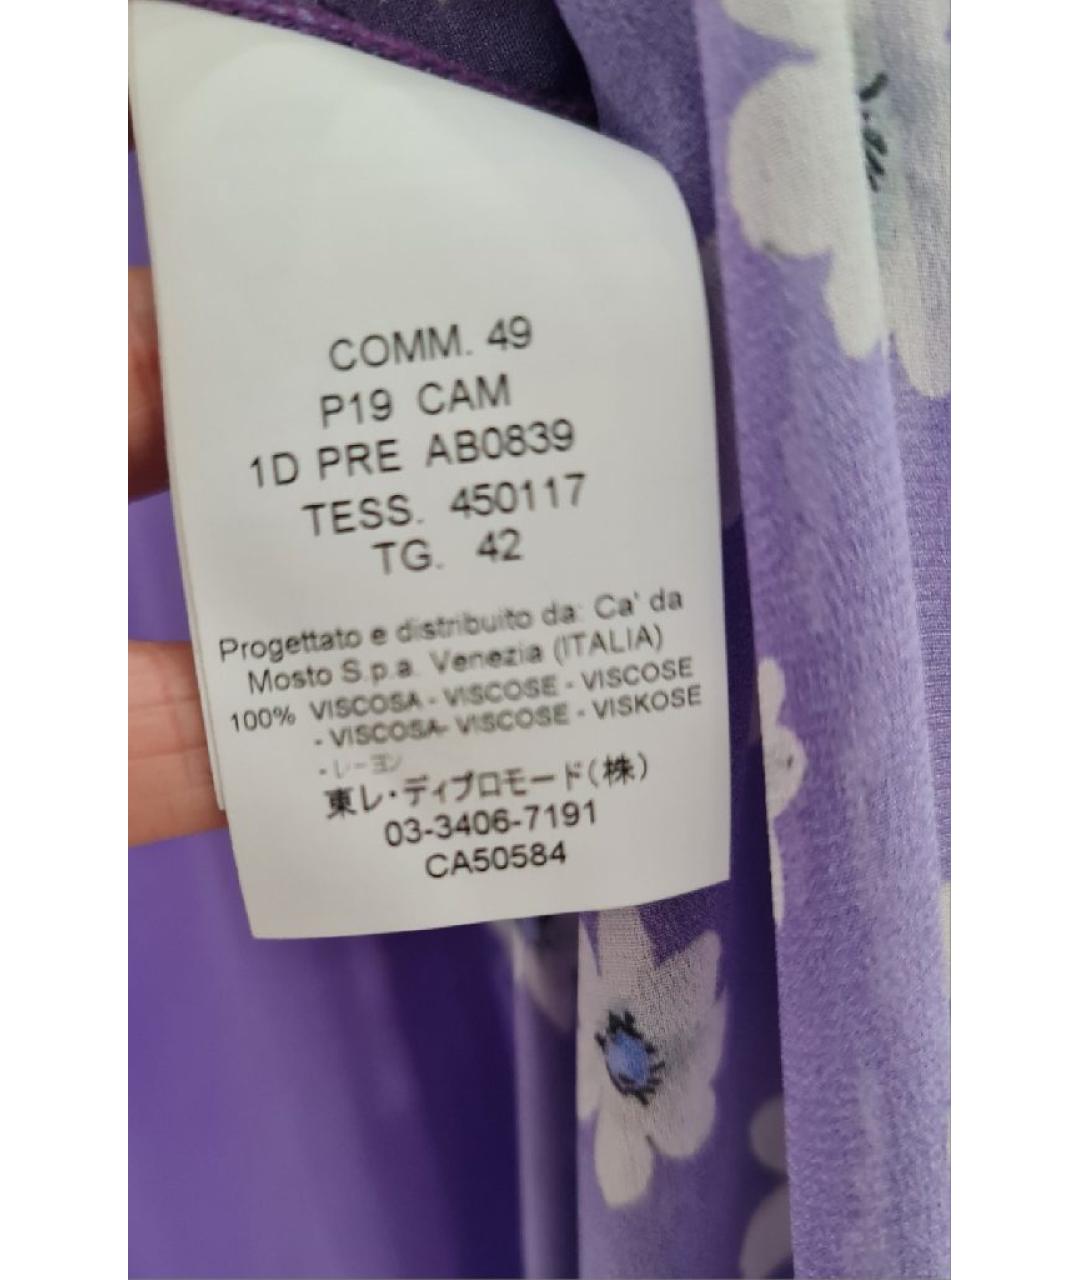 COMM. 49
P19 CAM
1D PRE AB0839
TESS. 450117
TG. 42
Progettato e distribuito da: Ca' da
Mosto S.p.a. Venezia (ITALIA)
100% VISCOSA - VISCOSE - VISCOSE
- VISCOSA- VISCOSE - VISKOSE
- レーヨン
東レ・ディプロモード(株)
03-3406-7191
CA50584